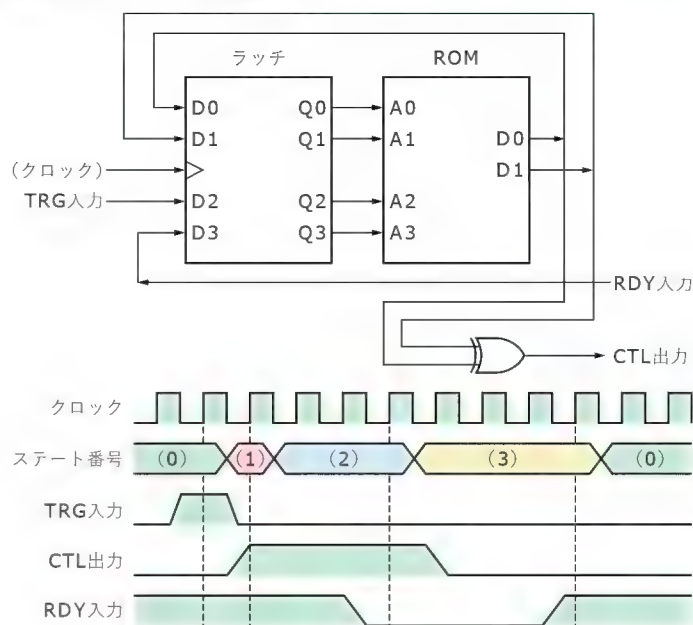 ラッチ
ROM
D0
Q0
A0
D1
Q1
A1
D0
(クロック)
D1
TRG入力
D2
Q2
A2
D3
Q3
A3
RDY入力
CTL出力
クロック
ステート番号
(0)
(1)
(2)
(3)
(0)
TRG入力
CTL出力
RDY入力